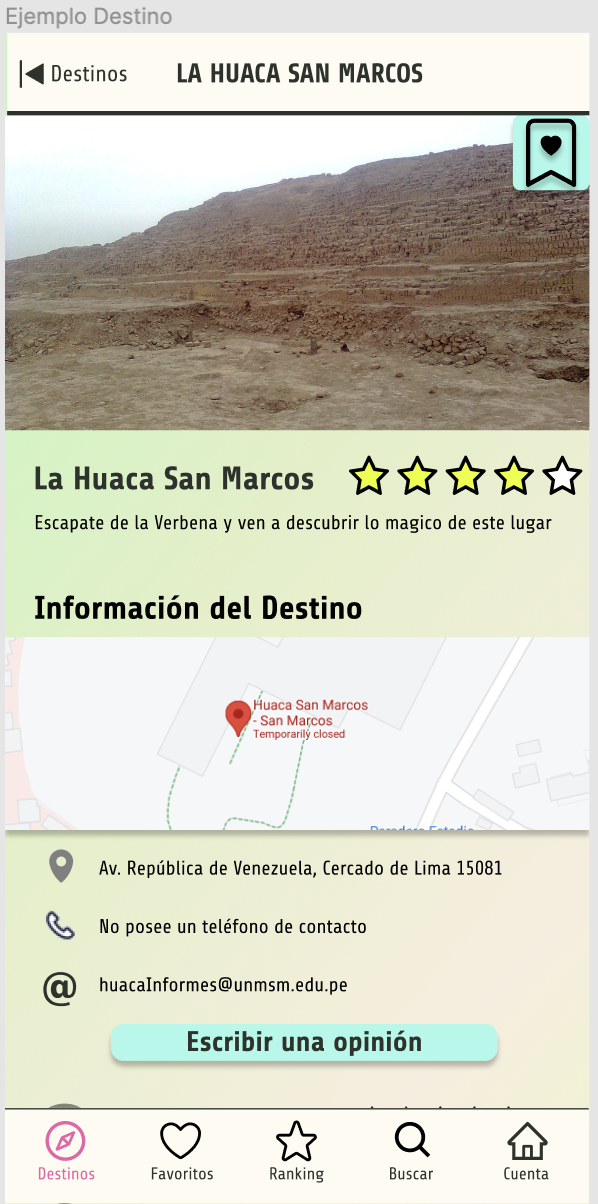 Ejemplo Destino
Destinos
LA HUACA SAN MARCOS
La Huaca San Marcos
Escapate de la Verbena y ven a descubrir lo magico de este lugar
Información del Destino
Huaca San Marcos
- San Marcos
Temporarily closed
Paradero Estadio
Av. República de Venezuela, Cercado de Lima 15081
No posee un teléfono de contacto
@ huacaInformes@unmsm.edu.pe
Escribir una opinión
Destinos
Favoritos
Ranking
Buscar
Cuenta